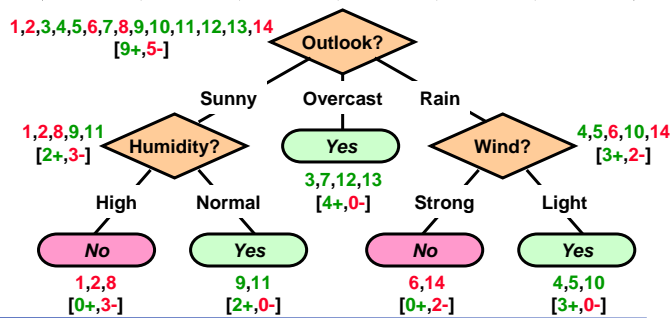 1,2,3,4,5,6,7,8,9,10,11,12,13,14
[9+,5-]
Outlook?
Sunny
Overcast
Rain
1,2,8,9,11
[2+,3-]
Humidity?
Yes
3,7,12,13
[4+,0-]
Wind?
4,5,6,10,14
[3+,2-]
High
Normal
Strong
Light
No
Yes
No
Yes
1,2,8
[0+,3-]
9,11
[2+,0-]
6,14
[0+,2-]
4,5,10
[3+,0-]